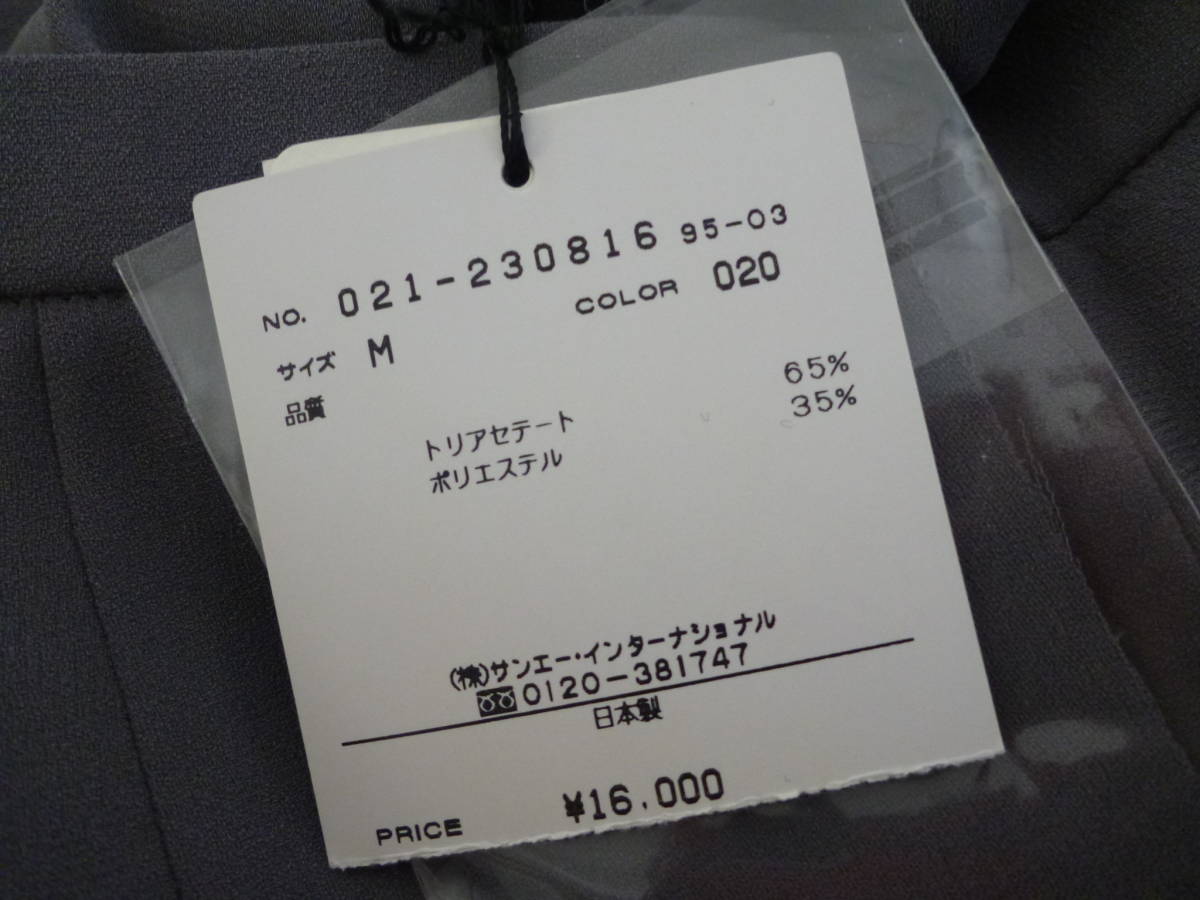 NO. 021-230816 95-03
COLOR 020
サイズ M
品質
トリアセテート 65%
ポリエステル 35%
(株)サンエー・インターナショナル
0120-381747
日本製
PRICE ¥16,000